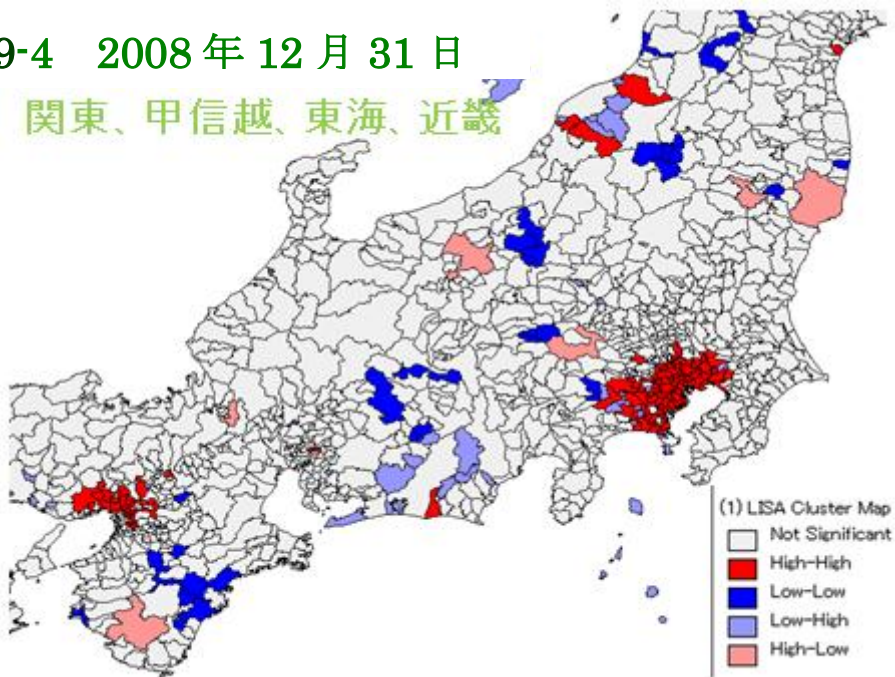 9-4 2008年12月31日
関東、甲信越、東海、近畿
(1) LISA Cluster Map
Not Significant
High-High
Low-Low
Low-High
High-Low